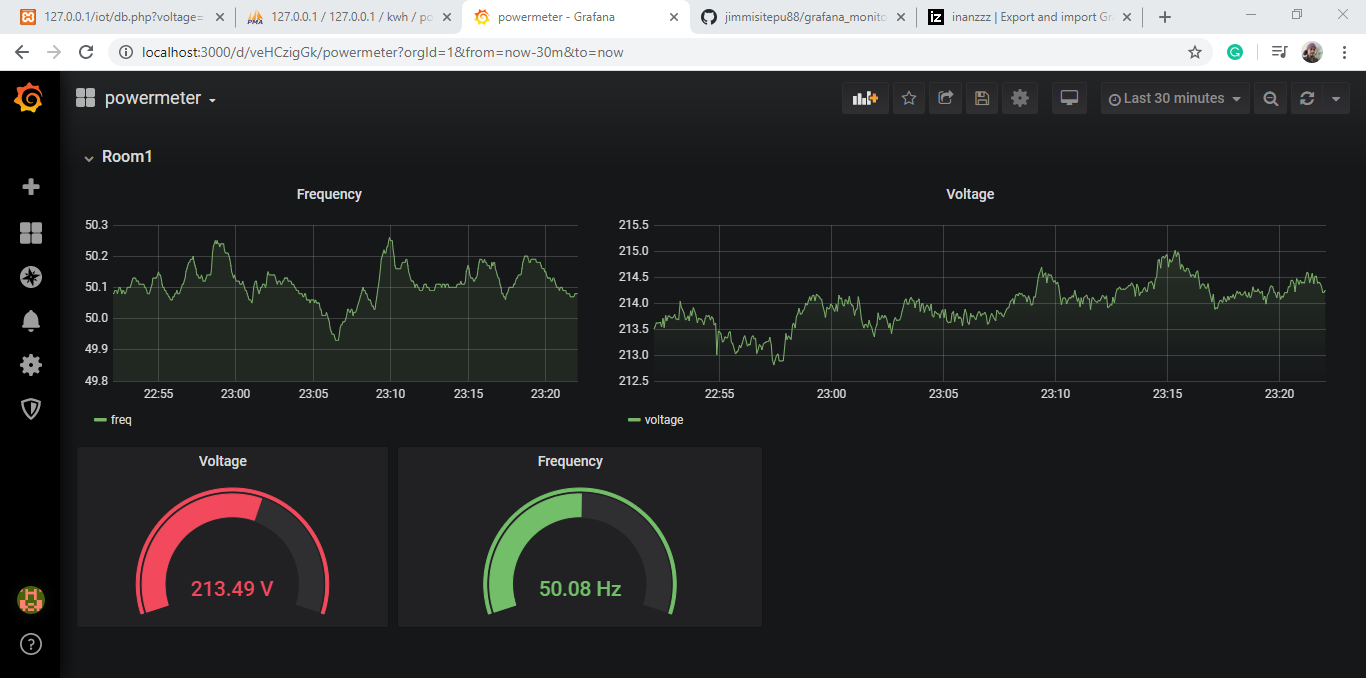 127.0.0.1/iot/db.php?voltage=
127.0.0.1 / 127.0.0.1 / kwh / po
powermeter - Grafana
jimmisitepu88/grafana_monito
inanzzz | Export and import Gr
localhost:3000/d/veHCzigGk/powermeter?orgId=1&from=now-30m&to=now
powermeter
Last 30 minutes
Room1
Frequency
50.3
50.2
50.1
50.0
49.9
49.8
22:55 23:00 23:05 23:10 23:15 23:20
freq
Voltage
215.5
215.0
214.5
214.0
213.5
213.0
212.5
22:55 23:00 23:05 23:10 23:15 23:20
voltage
Voltage
213.49 V
Frequency
50.08 Hz